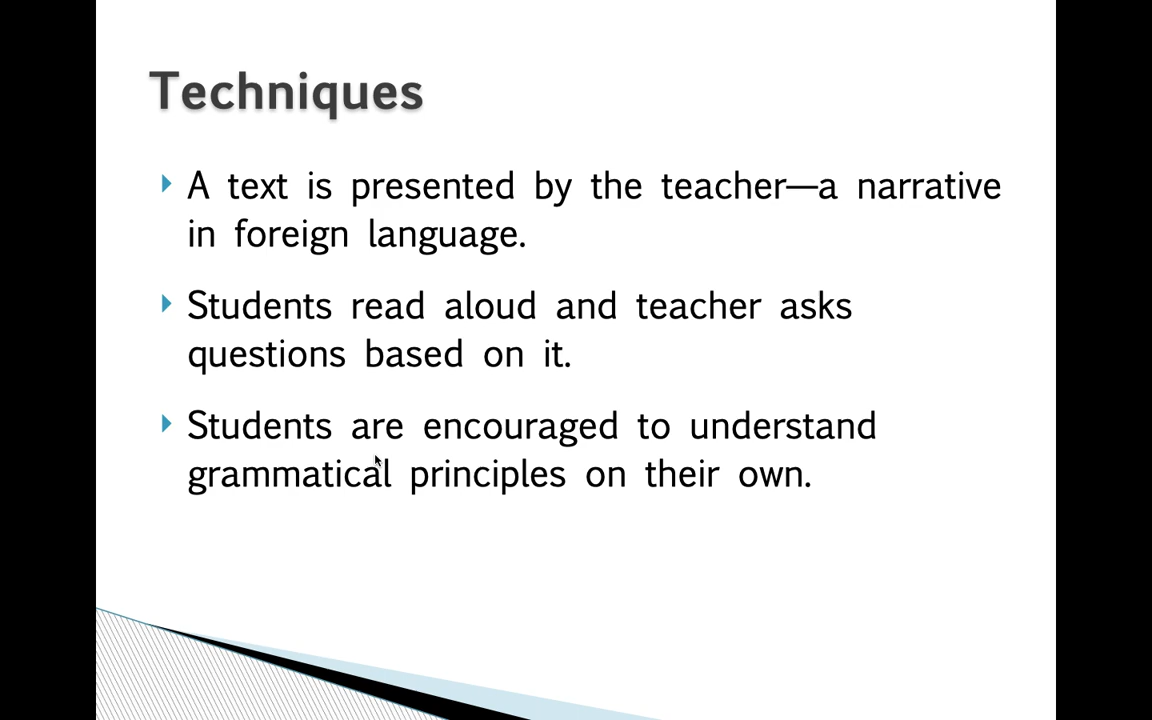 Techniques
A text is presented by the teacher—a narrative
in foreign language.
Students read aloud and teacher asks
questions based on it.
Students are encouraged to understand
grammatical principles on their own.